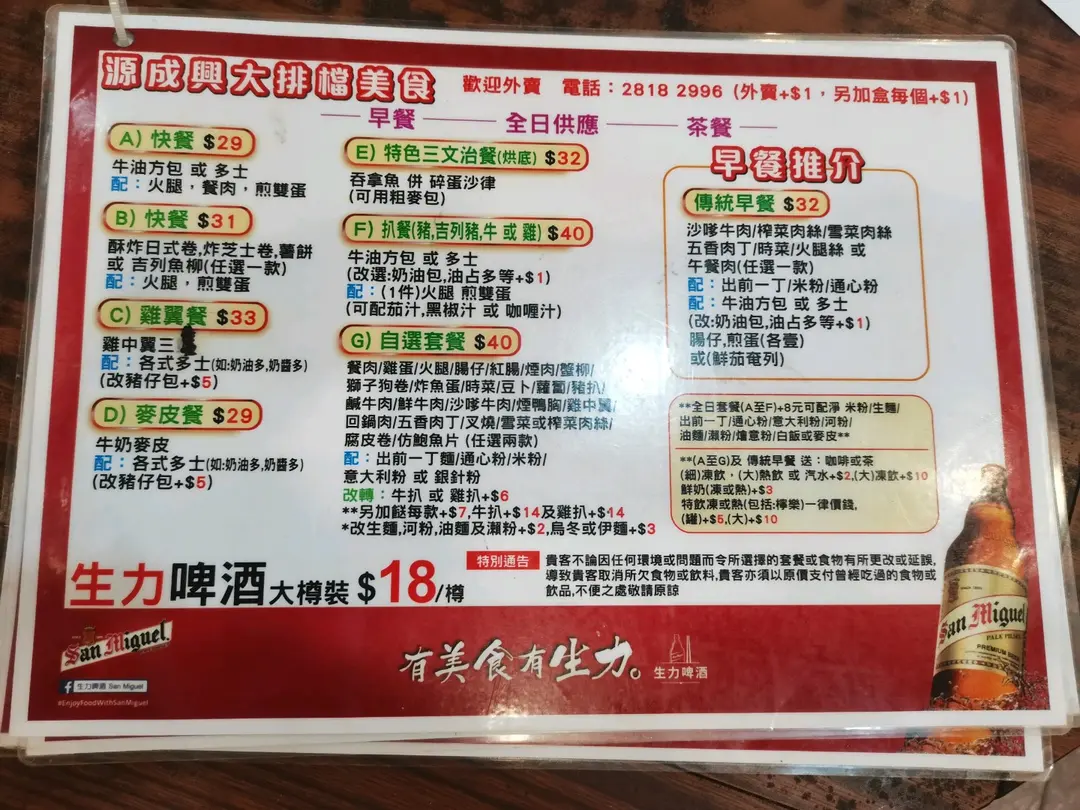 源成興大排檔美食
歡迎外賣 電話：2818 2996 (外賣+$1，另加盒每個+$1)
早餐 全日供應 茶餐
A) 快餐 $29
牛油方包 或 多士
配：火腿，餐肉，煎雙蛋
B) 快餐 $31
酥炸日式卷,炸芝士卷,薯餅
或 吉列魚柳(任選一款)
配：火腿，煎雙蛋
C) 雞翼餐 $33
雞中翼三
配：各式多士(如:奶油多,奶醬多)
(改豬仔包+$5)
D) 麥皮餐 $29
牛奶麥皮
配：各式多士(如:奶油多,奶醬多)
(改豬仔包+$5)
E) 特色三文治餐(烘底) $32
吞拿魚 併 碎蛋沙律
(可用粗麥包)
F) 扒餐(豬,吉列豬,牛 或 雞) $40
牛油方包 或 多士
(改選:奶油包,油占多等+$1)
配：(1件)火腿 煎雙蛋
(可配茄汁,黑椒汁 或 咖喱汁)
G) 自選套餐 $40
餐肉/雞蛋/火腿/腸仔/紅腸/煙肉/蟹柳/
獅子狗卷/炸魚蛋/時菜/豆卜/蘿蔔/豬扒/
鹹牛肉/鮮牛肉/沙嗲牛肉/煙鴨胸/雞中翼/
回鍋肉/五香肉丁/叉燒/雪菜或榨菜肉絲/
腐皮卷/仿鮑魚片 (任選兩款)
配：出前一丁麵/通心粉/米粉/
意大利粉 或 銀針粉
改轉：牛扒 或 雞扒+$6
**另加餸每款+$7,牛扒+$14及雞扒+$14
*改生麵,河粉,油麵及瀨粉+$2,烏冬或伊麵+$3
早餐推介
傳統早餐 $32
沙嗲牛肉/榨菜肉絲/雪菜肉絲
五香肉丁/時菜/火腿絲 或
午餐肉(任選一款)
配：出前一丁/米粉/通心粉
配：牛油方包 或 多士
(改:奶油包,油占多等+$1)
腸仔,煎蛋(各壹)
或(鮮茄奄列)
**全日套餐(A至F)+8元可配淨 米粉/生麵/
出前一丁/通心粉/意大利粉/河粉/
油麵/瀨粉/燴意粉/白飯或麥皮**
**(A至G)及 傳統早餐 送：咖啡或茶
(細)凍飲，(大)熱飲 或 汽水+$2,(大)凍飲+$10
鮮奶(凍或熱)+$3
特飲凍或熱(包括:檸樂)一律價錢,
(罐)+$5,(大)+$10
生力啤酒大樽裝 $18/樽
特別通告
貴客不論因任何環境或問題而令所選擇的套餐或食物有所更改或延誤,
導致貴客取消所欠食物或飲料,貴客亦須以原價支付曾經吃過的食物或
飲品,不便之處敬請原諒
San Miguel
生力啤酒 San Miguel
#EnjoyFoodWithSanMiguel
有美食有生力。
生力啤酒
San Miguel
PALE PILSEN
PREMIUM BEER